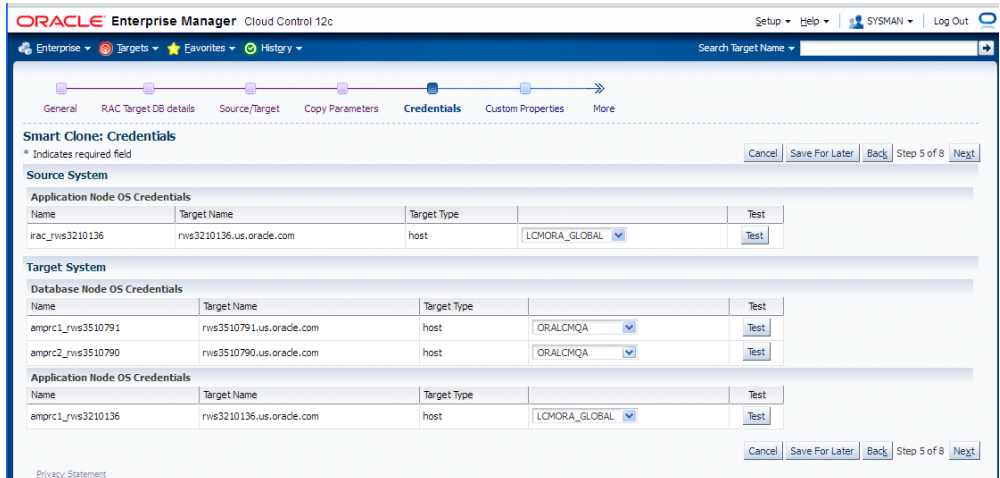 ORACLE Enterprise Manager Cloud Control 12c
Setup Help SYSMAN Log Out
Enterprise Targets Favorites History Search Target Name
General RAC Target DB details Source/Target Copy Parameters Credentials Custom Properties More
Smart Clone: Credentials
* Indicates required field
Cancel Save For Later Back Step 5 of 8 Next
Source System
Application Node OS Credentials
Name Target Name Target Type Test
irac_rws3210136 rws3210136.us.oracle.com host LCMORA_GLOBAL Test
Target System
Database Node OS Credentials
Name Target Name Target Type Test
amprc1_rws3510791 rws3510791.us.oracle.com host ORALCMQA Test
amprc2_rws3510790 rws3510790.us.oracle.com host ORALCMQA Test
Application Node OS Credentials
Name Target Name Target Type Test
amprc1_rws3210136 rws3210136.us.oracle.com host LCMORA_GLOBAL Test
Cancel Save For Later Back Step 5 of 8 Next
Privacy Statement